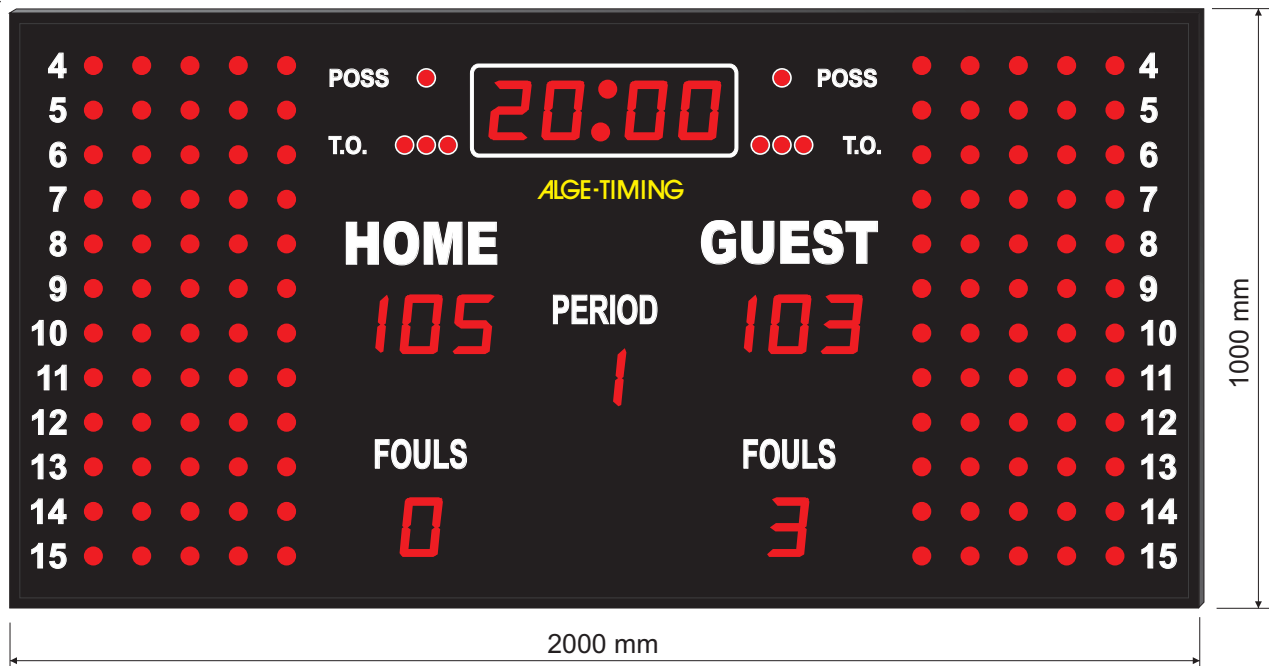 4 POSS 20:00 POSS 4
5 5
6 T.O. T.O. 6
7 ALGE-TIMING 7
8 HOME GUEST 8
9 9
10 105 PERIOD 103 10
11 1 11
12 12
13 FOULS FOULS 13
14 0 3 14
15 15
1000 mm
2000 mm